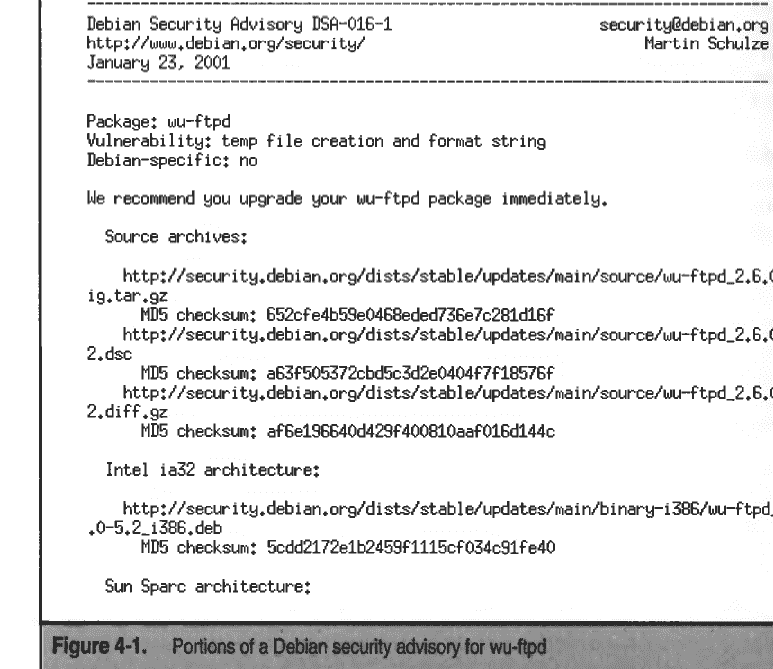 Debian Security Advisory DSA-016-1 security@debian.org
http://www.debian.org/security/ Martin Schulze
January 23, 2001
Package: wu-ftpd
Vulnerability: temp file creation and format string
Debian-specific: no
We recommend you upgrade your wu-ftpd package immediately.
Source archives:
http://security.debian.org/dists/stable/updates/main/source/wu-ftpd_2.6.0
ig.tar.gz
MD5 checksum: 652cfe4b59e0468eded736e7c281d16f
http://security.debian.org/dists/stable/updates/main/source/wu-ftpd_2.6.0
2.dsc
MD5 checksum: a63f505372cbd5c3d2e0404f7f18576f
http://security.debian.org/dists/stable/updates/main/source/wu-ftpd_2.6.0
2.diff.gz
MD5 checksum: af6e196640d429f400810aaf016d144c
Intel ia32 architecture:
http://security.debian.org/dists/stable/updates/main/binary-i386/wu-ftpd_
.0-5.2_i386.deb
MD5 checksum: 5cdd2172e1b2459f1115cf034c91fe40
Sun Sparc architecture:
Figure 4-1. Portions of a Debian security advisory for wu-ftpd